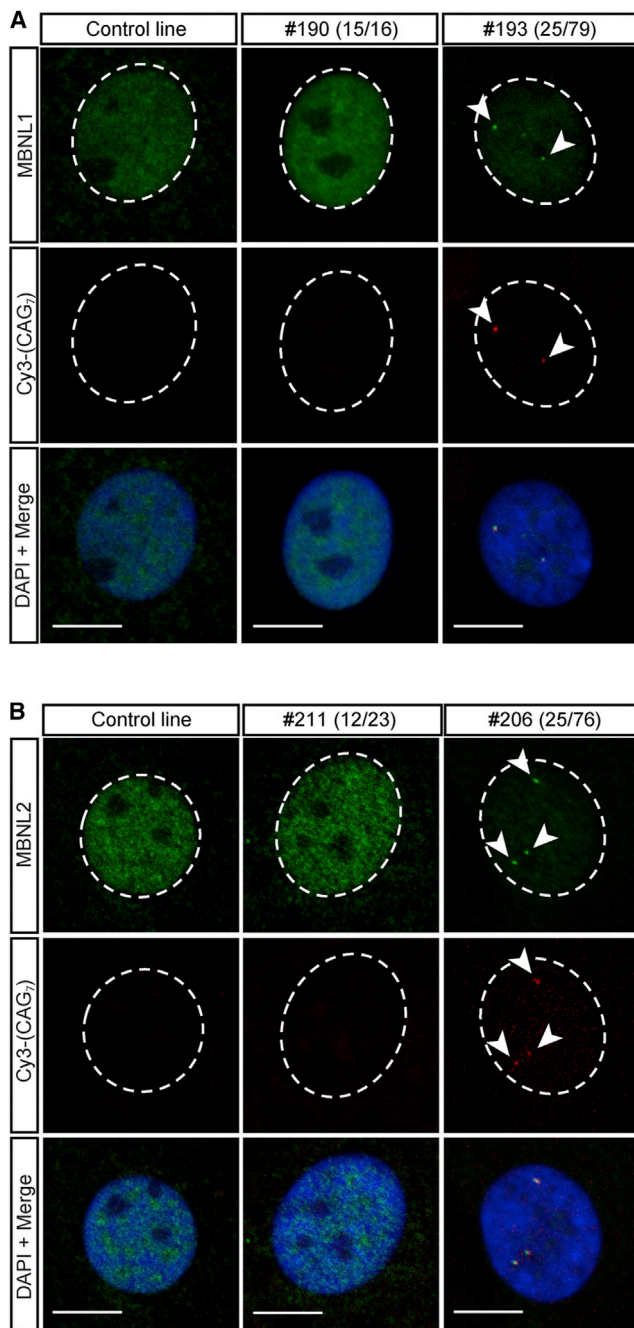 A
Control line
#190 (15/16)
#193 (25/79)
MBNL1
Cy3-(CAG₇)
DAPI + Merge
B
Control line
#211 (12/23)
#206 (25/76)
MBNL2
Cy3-(CAG₇)
DAPI + Merge